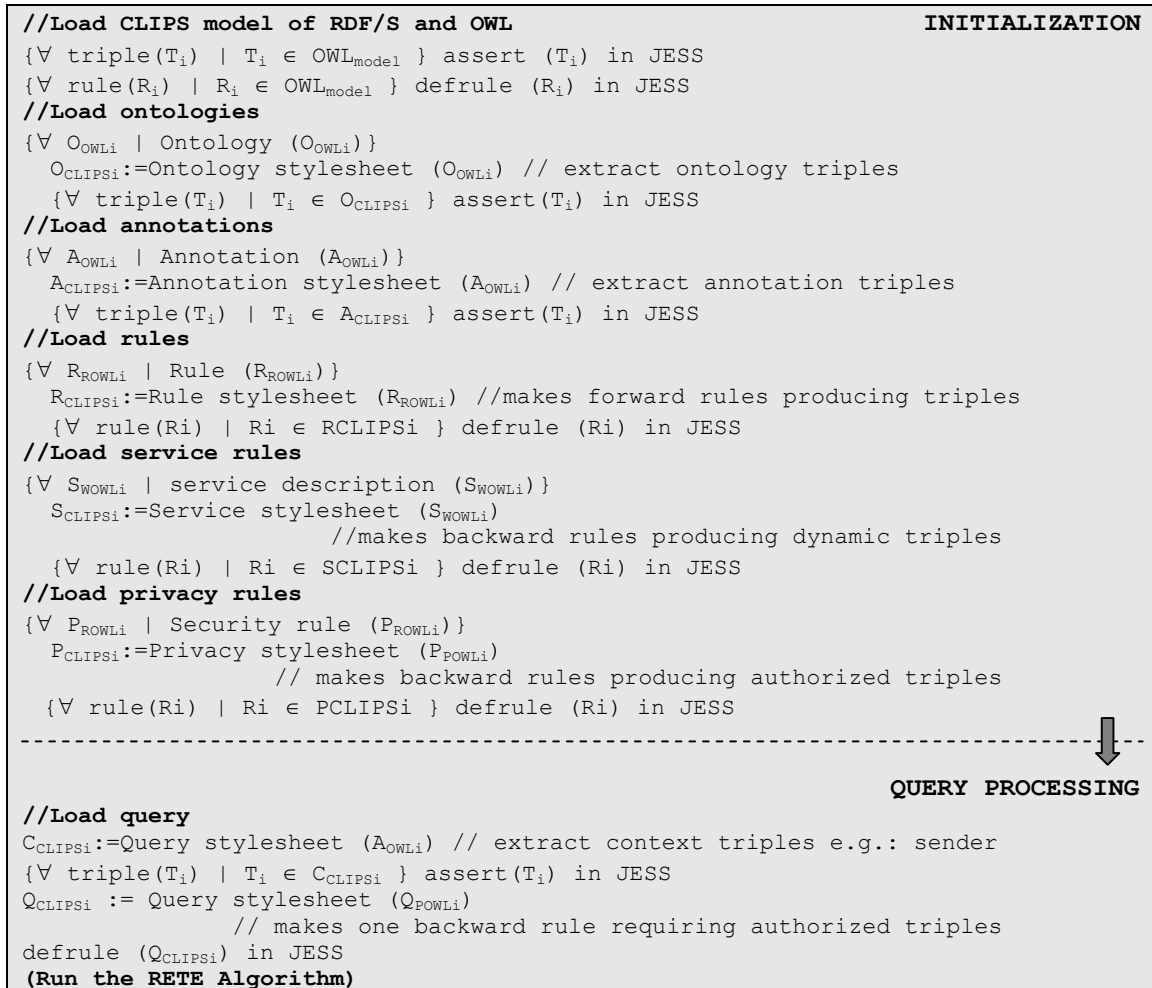 //Load CLIPS model of RDF/S and OWL INITIALIZATION
{∀ triple(Tᵢ) | Tᵢ ∈ OWLmodel } assert (Tᵢ) in JESS
{∀ rule(Rᵢ) | Rᵢ ∈ OWLmodel } defrule (Rᵢ) in JESS
//Load ontologies
{∀ OOWLi | Ontology (OOWLi)}
OCLIPSi:=Ontology stylesheet (OOWLi) // extract ontology triples
{∀ triple(Tᵢ) | Tᵢ ∈ OCLIPSi } assert(Tᵢ) in JESS
//Load annotations
{∀ AOWLi | Annotation (AOWLi)}
ACLIPSi:=Annotation stylesheet (AOWLi) // extract annotation triples
{∀ triple(Tᵢ) | Tᵢ ∈ ACLIPSi } assert(Tᵢ) in JESS
//Load rules
{∀ RROWLi | Rule (RROWLi)}
RCLIPSi:=Rule stylesheet (RROWLi) //makes forward rules producing triples
{∀ rule(Ri) | Ri ∈ RCLIPSi } defrule (Ri) in JESS
//Load service rules
{∀ SWOWLi | service description (SWOWLi)}
SCLIPSi:=Service stylesheet (SWOWLi)
//makes backward rules producing dynamic triples
{∀ rule(Ri) | Ri ∈ SCLIPSi } defrule (Ri) in JESS
//Load privacy rules
{∀ PROWLi | Security rule (PROWLi)}
PCLIPSi:=Privacy stylesheet (PPOWLi)
// makes backward rules producing authorized triples
{∀ rule(Ri) | Ri ∈ PCLIPSi } defrule (Ri) in JESS
QUERY PROCESSING
//Load query
CCLIPSi:=Query stylesheet (AOWLi) // extract context triples e.g.: sender
{∀ triple(Tᵢ) | Tᵢ ∈ CCLIPSi } assert(Tᵢ) in JESS
QCLIPSi := Query stylesheet (QPOWLi)
// makes one backward rule requiring authorized triples
defrule (QCLIPSi) in JESS
(Run the RETE Algorithm)